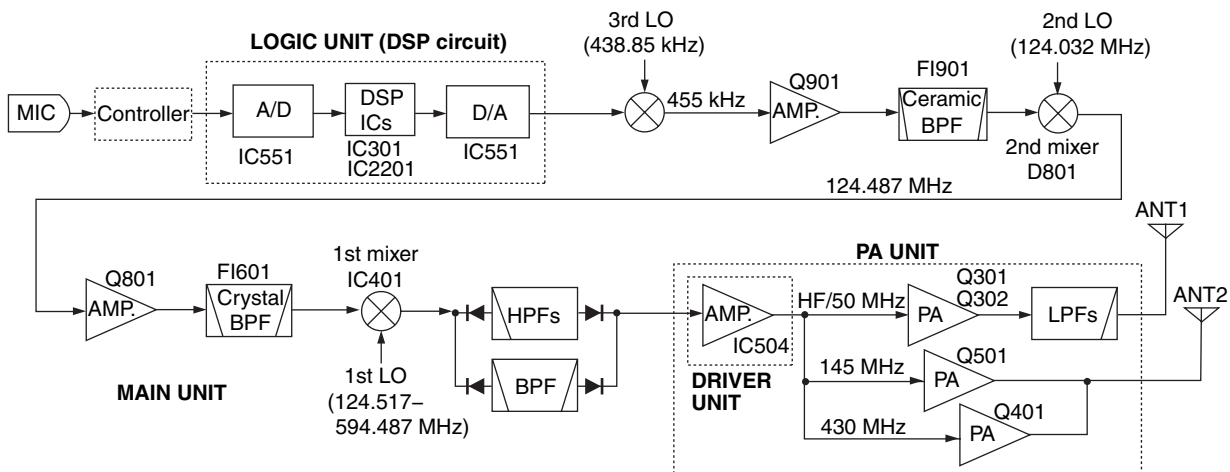 LOGIC UNIT (DSP circuit)
3rd LO
(438.85 kHz)
2nd LO
(124.032 MHz)
MIC
Controller
A/D
IC551
DSP
ICs
IC301
IC2201
D/A
IC551
455 kHz
Q901
AMP.
FI901
Ceramic
BPF
2nd mixer
D801
124.487 MHz
Q801
AMP.
FI601
Crystal
BPF
1st mixer
IC401
1st LO
(124.517–
594.487 MHz)
MAIN UNIT
HPFs
BPF
PA UNIT
AMP.
IC504
DRIVER
UNIT
HF/50 MHz
Q301
Q302
PA
LPFs
ANT1
ANT2
145 MHz
Q501
PA
430 MHz
Q401
PA